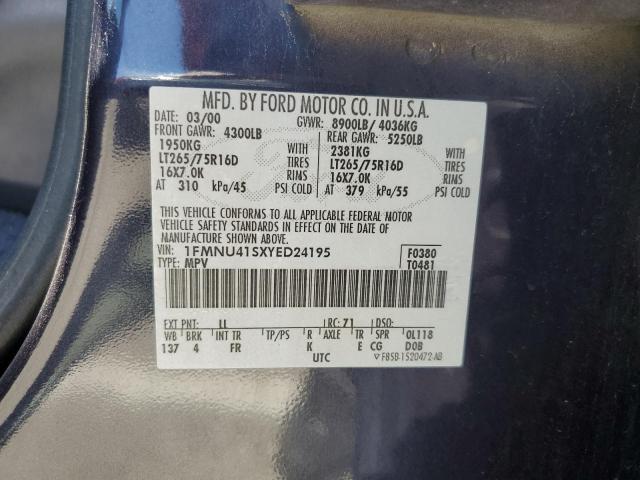 MFD. BY FORD MOTOR CO. IN U.S.A.
DATE: 03/00 GVWR: 8900LB/ 4036KG
FRONT GAWR: 4300LB REAR GAWR: 5250LB
1950KG 2381KG
LT265/75R16D TIRES LT265/75R16D TIRES
16X7.0K RIMS 16X7.0K RIMS
AT 310 kPa/45 PSI COLD AT 379 kPa/55 PSI COLD
THIS VEHICLE CONFORMS TO ALL APPLICABLE FEDERAL MOTOR
VEHICLE SAFETY STANDARDS IN EFFECT ON THE DATE OF
MANUFACTURE SHOWN ABOVE.
VIN: 1FMNU41SXYED24195 F0380
TYPE: MPV T0481
EXT PNT: LL RC: 71 DSO:
WB BRK INT TR TP/PS R AXLE TR SPR 0L118
137 4 FR K E CG D0B
UTC F85B-1520472-AB